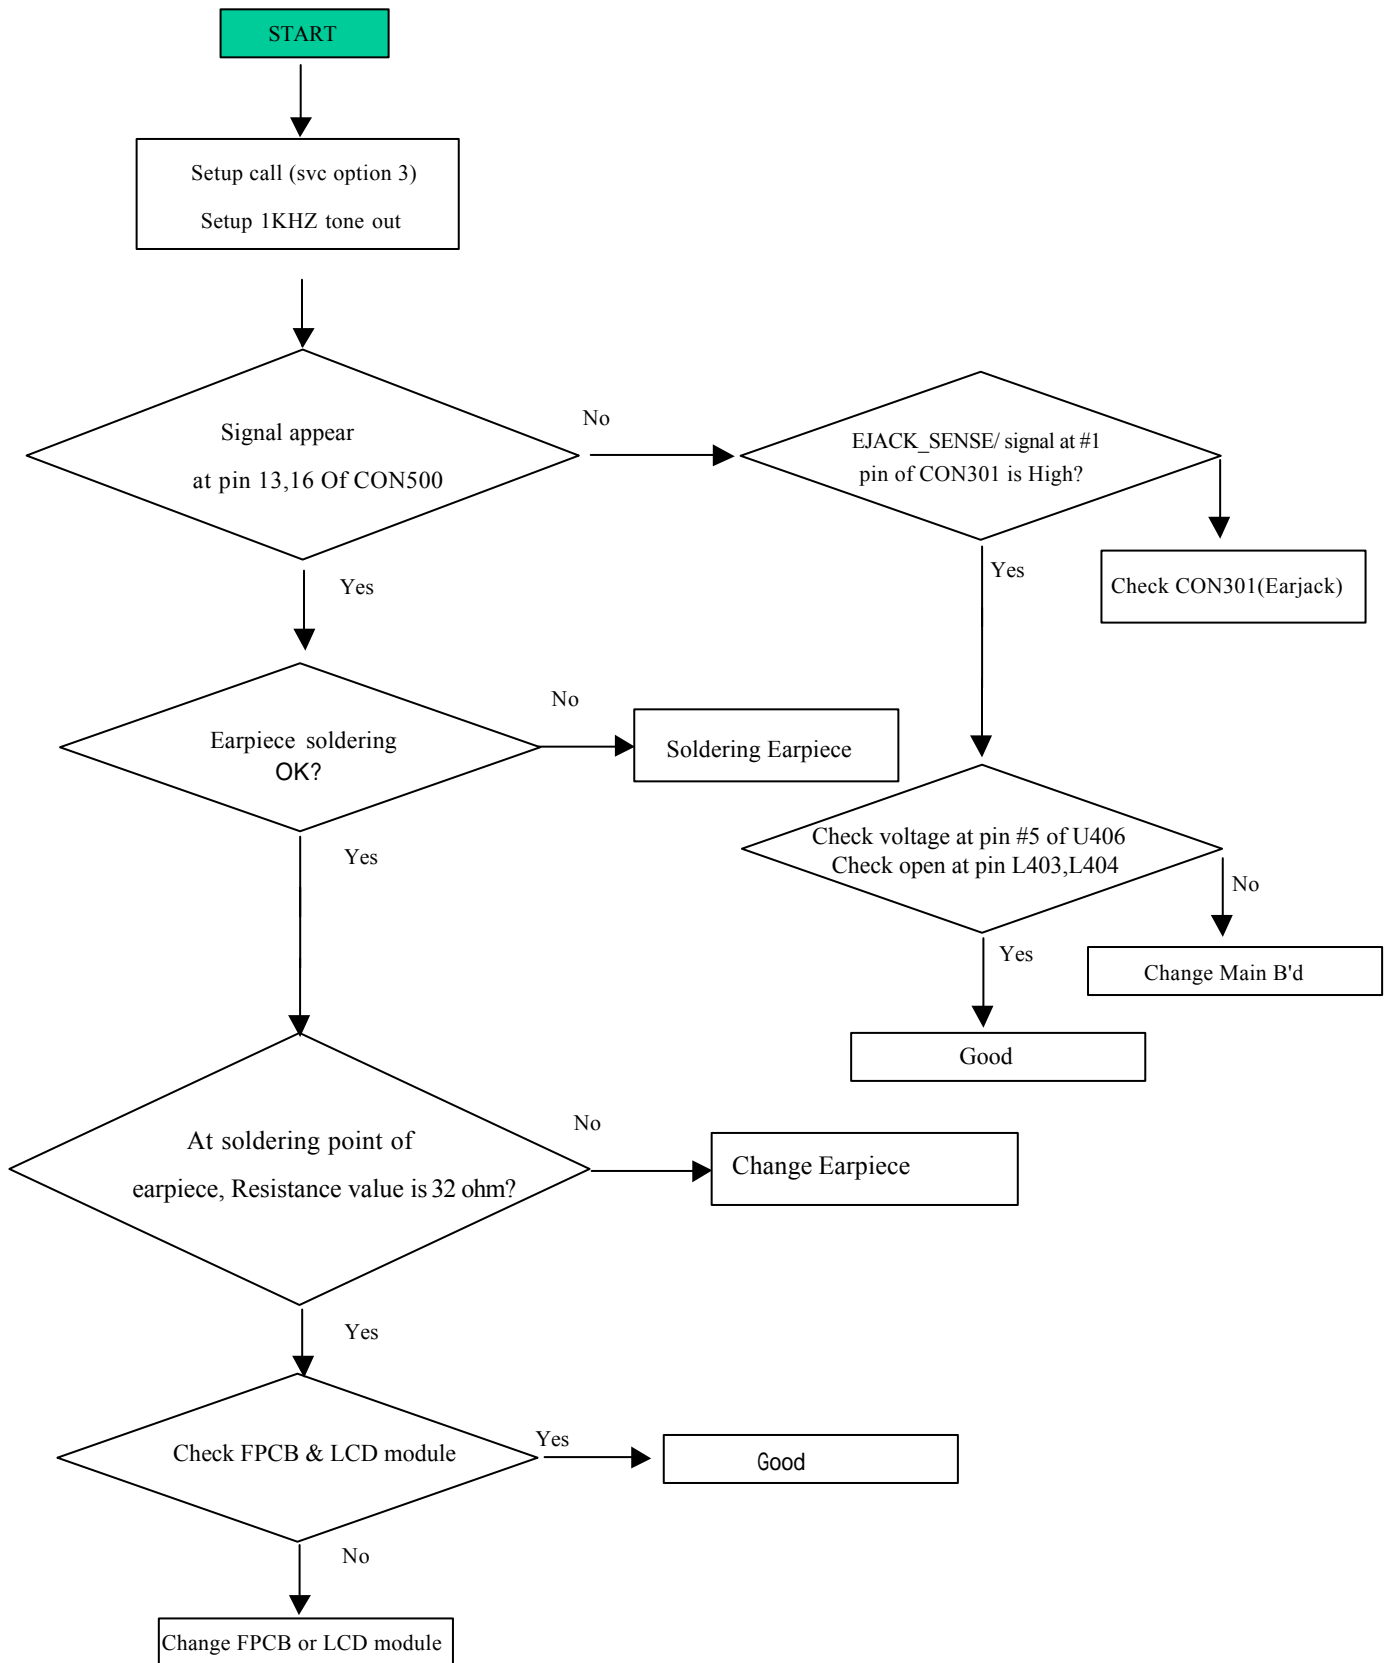 START
Setup call (svc option 3)
Setup 1KHZ tone out
Signal appear
at pin 13,16 Of CON500
No
EJACK_SENSE/ signal at #1
pin of CON301 is High?
Yes
Check CON301(Earjack)
Yes
Earpiece soldering
OK?
No
Soldering Earpiece
Yes
Check voltage at pin #5 of U406
Check open at pin L403,L404
No
Change Main B'd
Yes
Good
At soldering point of
earpiece, Resistance value is 32 ohm?
No
Change Earpiece
Yes
Check FPCB & LCD module
Yes
Good
No
Change FPCB or LCD module